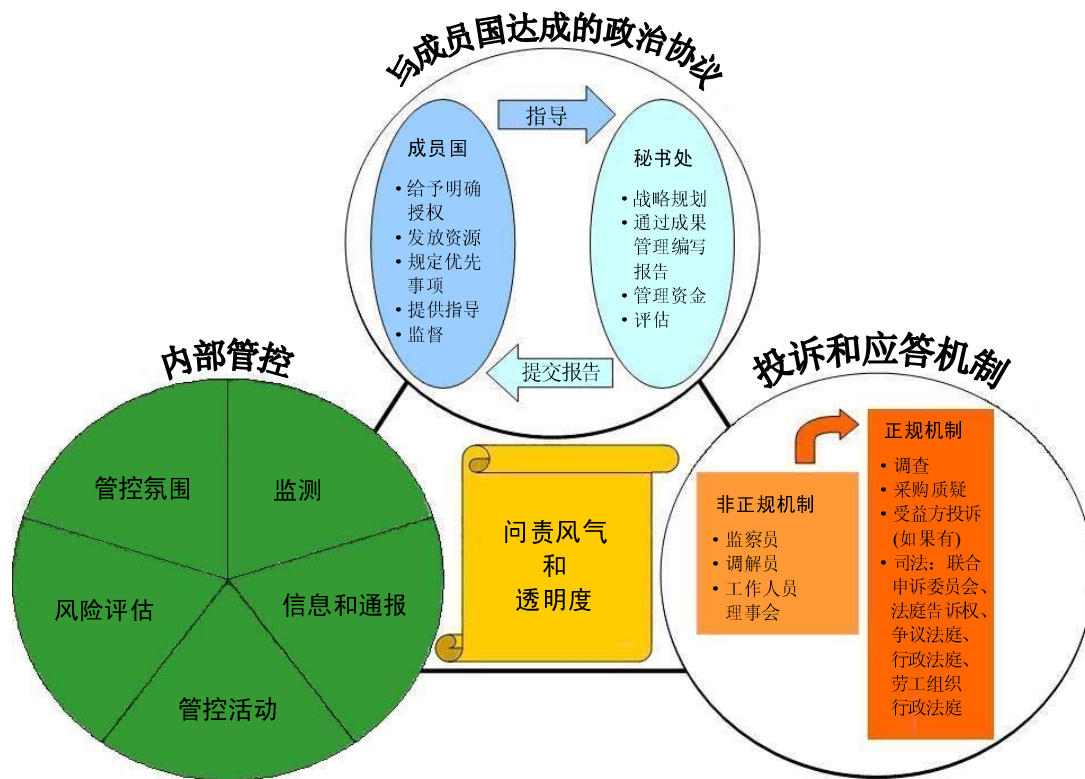 与成员国达成的政治协议
指导
成员国
• 给予明确
授权
• 发放资源
• 规定优先
事项
• 提供指导
• 监督
秘书处
• 战略规划
• 通过成果
管理编写
报告
• 管理资金
• 评估
提交报告
内部管控
管控氛围
监测
风险评估
信息和通报
管控活动
问责风气
和
透明度
投诉和应答机制
非正规机制
• 监察员
• 调解员
• 工作人员
理事会
正规机制
• 调查
• 采购质疑
• 受益方投诉
(如果有)
• 司法：联合
申诉委员会、
法庭告诉权、
争议法庭、
行政法庭、
劳工组织
行政法庭